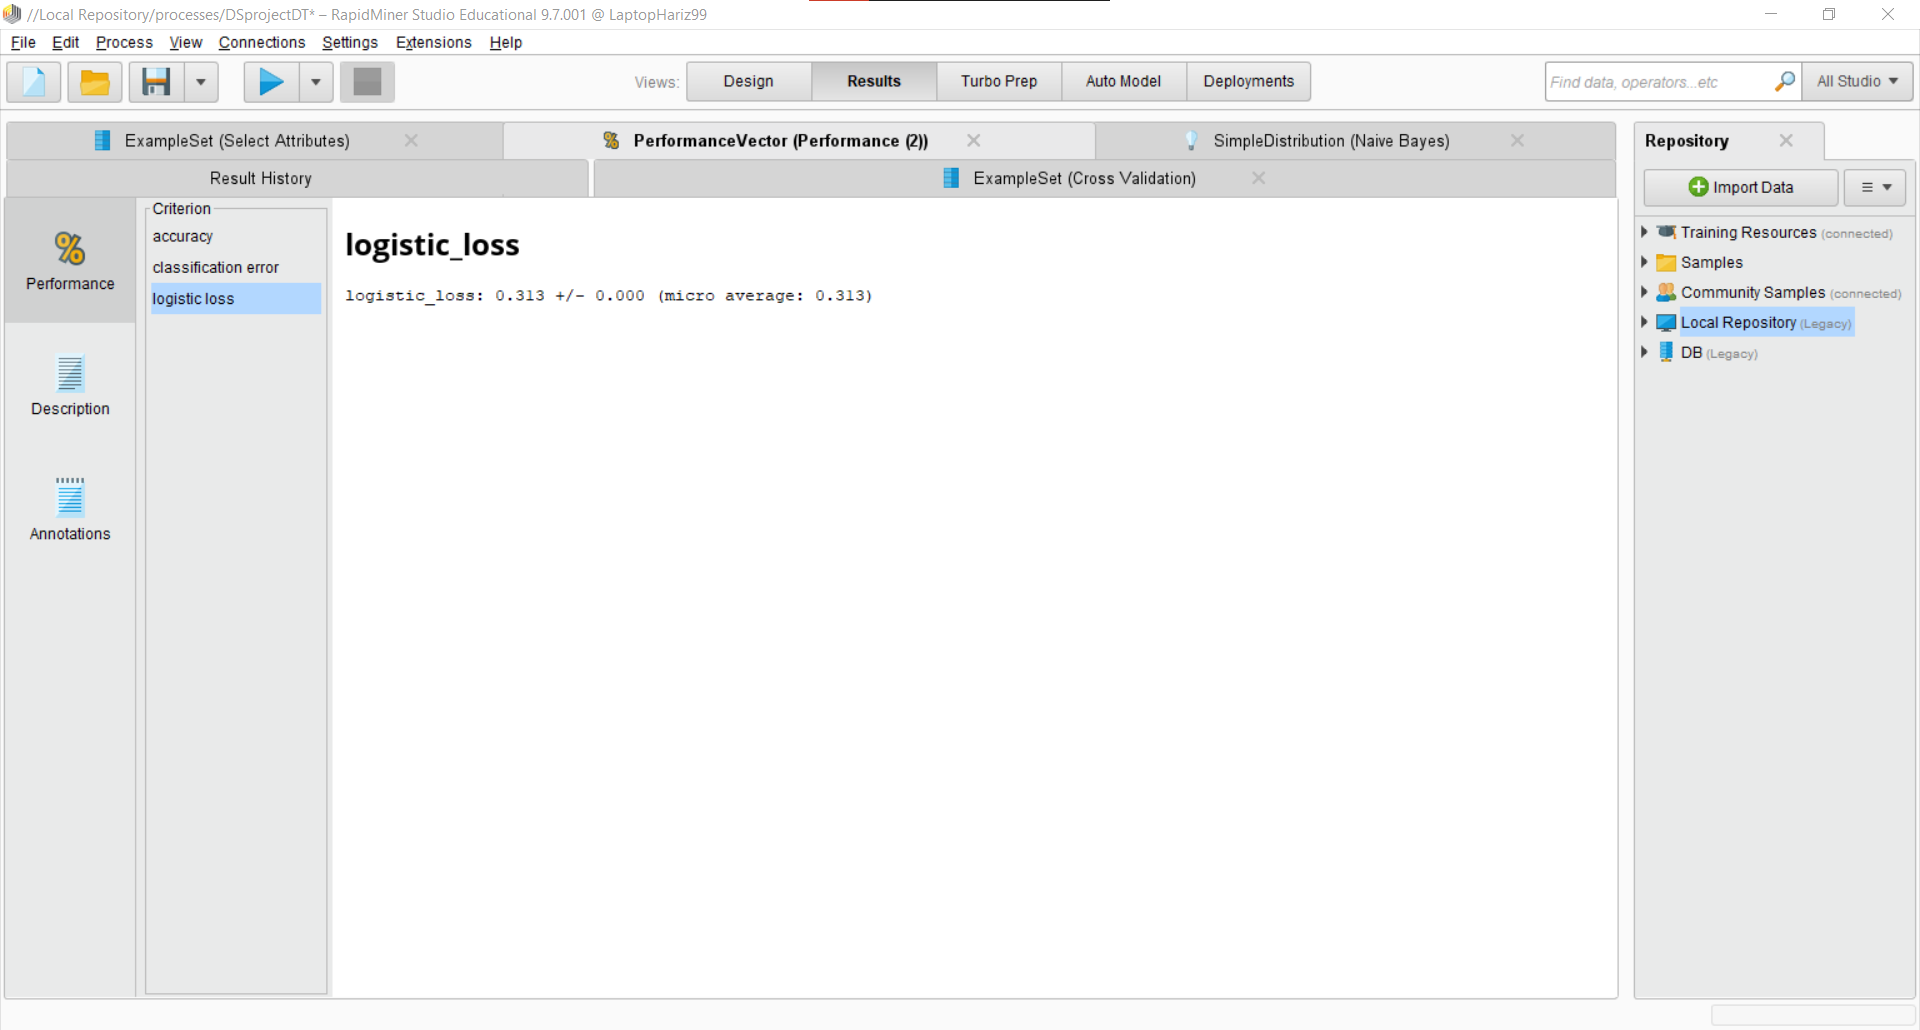 //Local Repository/processes/DSprojectDT* – RapidMiner Studio Educational 9.7.001 @ LaptopHariz99
File Edit Process View Connections Settings Extensions Help
Views: Design Results Turbo Prep Auto Model Deployments
Find data, operators...etc
All Studio
ExampleSet (Select Attributes)
PerformanceVector (Performance (2))
SimpleDistribution (Naive Bayes)
Result History
ExampleSet (Cross Validation)
Performance
Description
Annotations
Criterion
accuracy
classification error
logistic loss
logistic_loss
logistic_loss: 0.313 +/- 0.000 (micro average: 0.313)
Repository
Import Data
Training Resources (connected)
Samples
Community Samples (connected)
Local Repository (Legacy)
DB (Legacy)